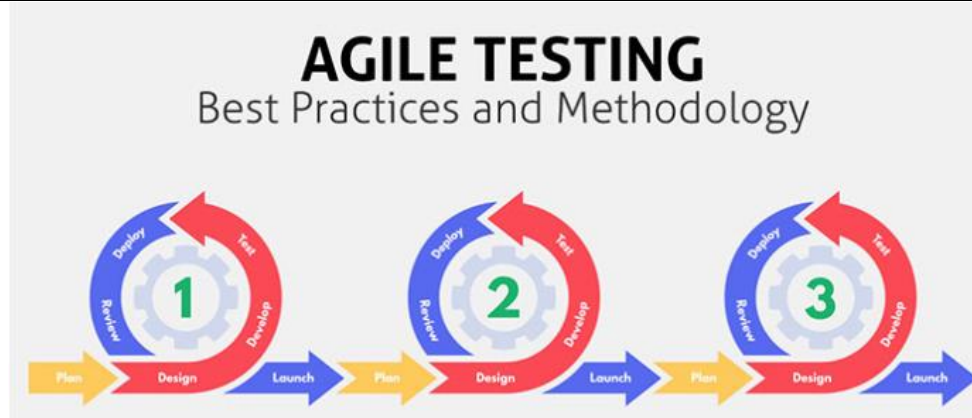 AGILE TESTING
Best Practices and Methodology
Plan
Design
Develop
Test
Deploy
Review
1
Launch
Plan
Design
Develop
Test
Deploy
Review
2
Launch
Plan
Design
Develop
Test
Deploy
Review
3
Launch